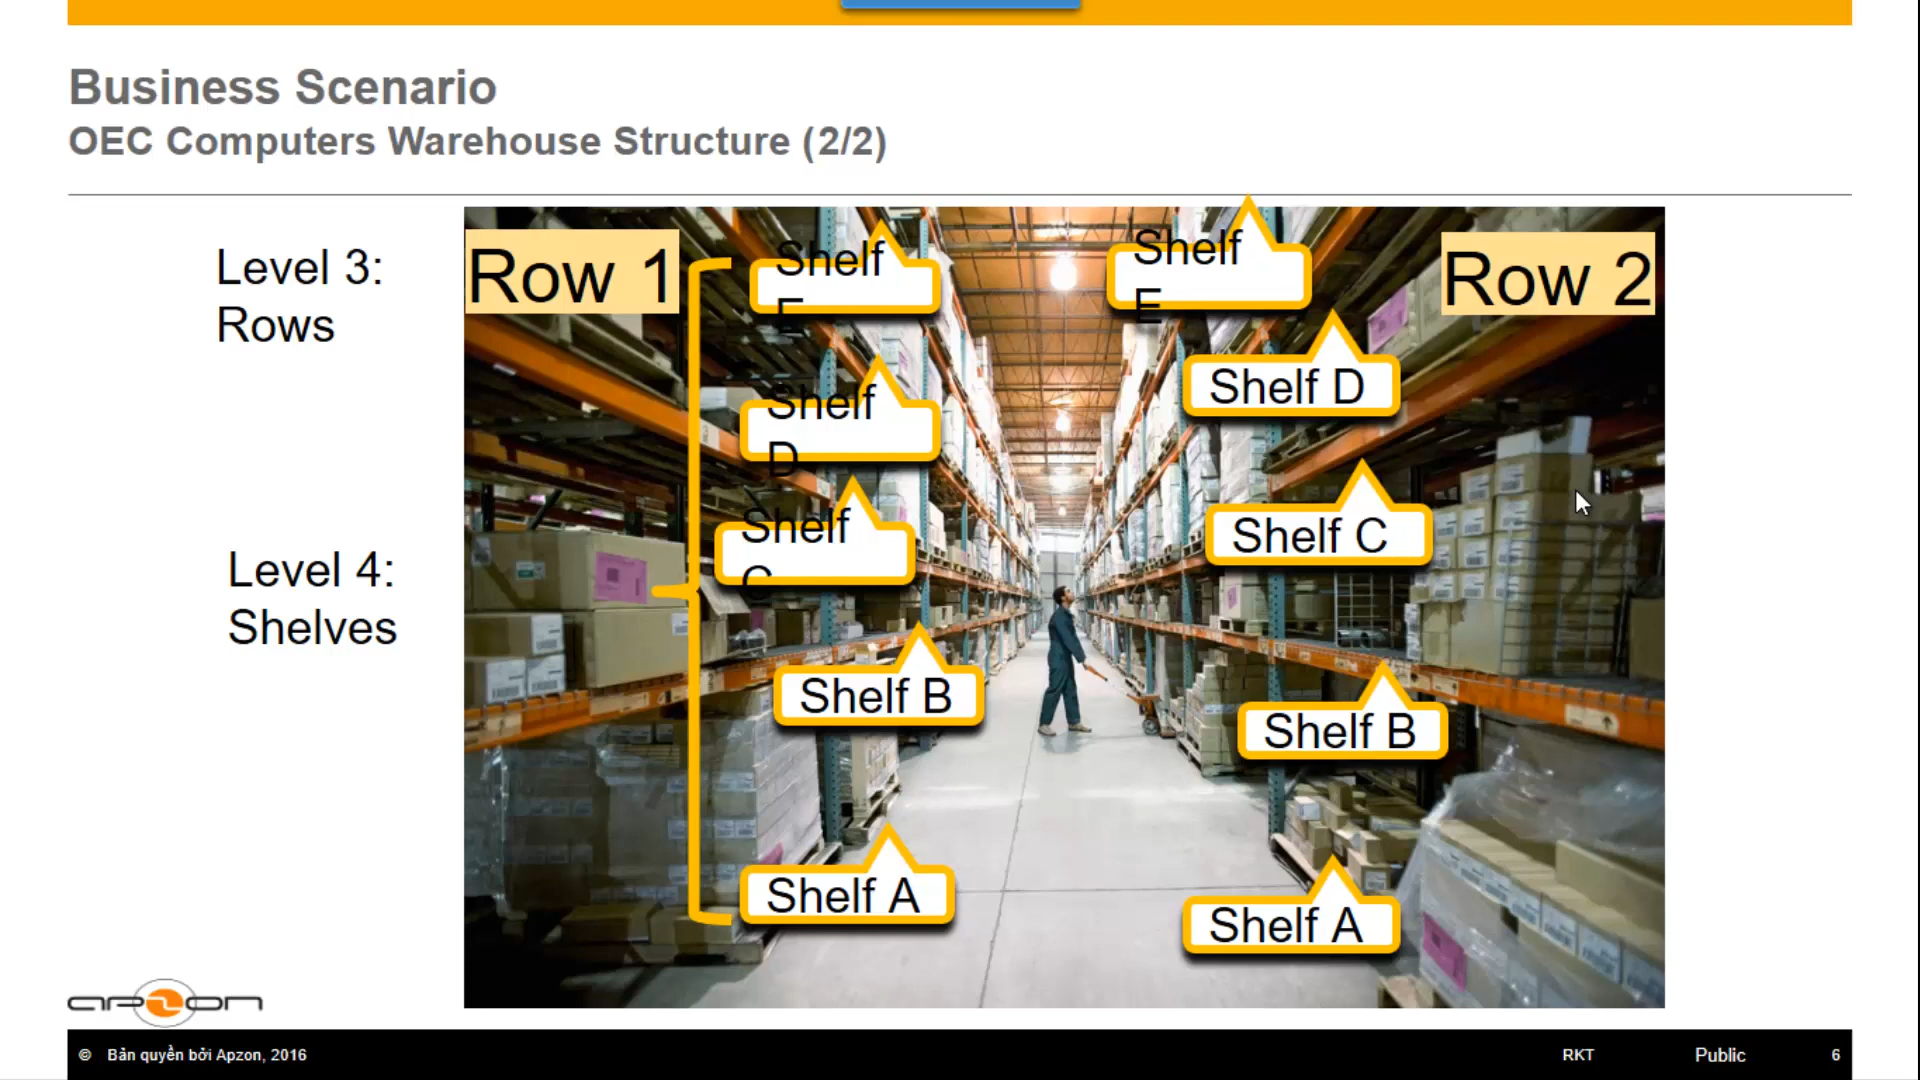 Business Scenario
OEC Computers Warehouse Structure (2/2)
Level 3:
Rows
Row 1
Shelf
E
Shelf
E
Row 2
Shelf
D
Shelf D
Shelf
C
Shelf C
Level 4:
Shelves
Shelf B
Shelf B
Shelf A
Shelf A
apzon
© Bản quyền bởi Apzon, 2016
RKT
Public
6